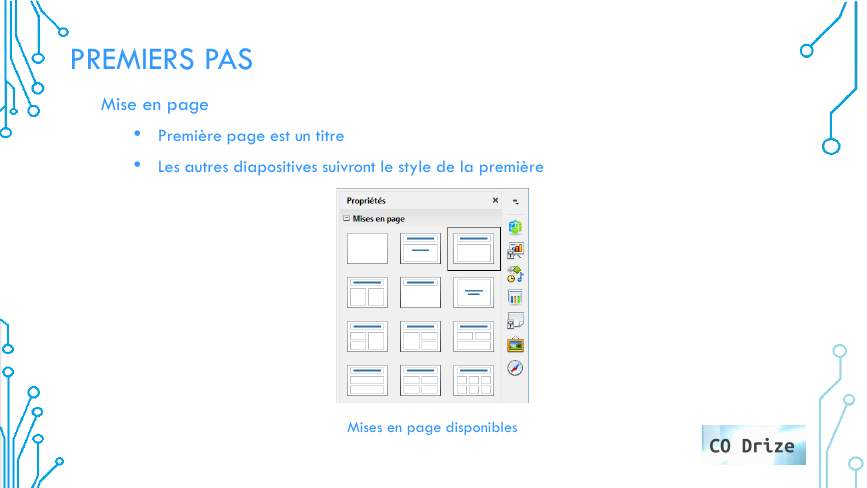 PREMIERS PAS
Mise en page
• Première page est un titre
• Les autres diapositives suivront le style de la première
Propriétés
Mises en page
Mises en page disponibles
CO Drize